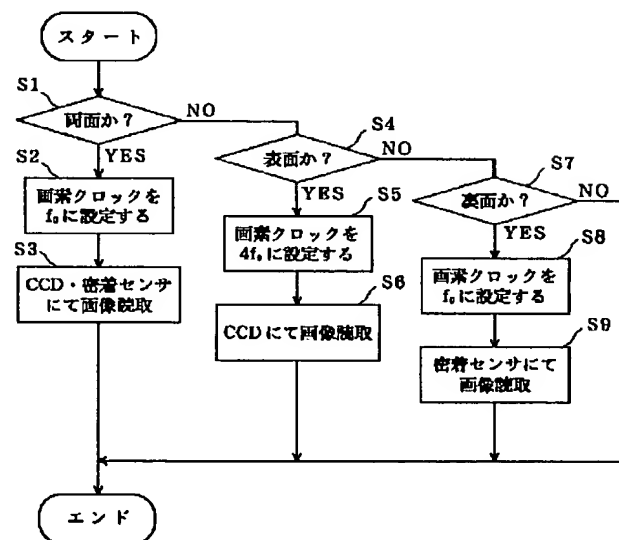 スタート
S1
両面か？
NO
YES
S2
画素クロックを
f₀に設定する
S3
CCD・密着センサ
にて画像読取
S4
表面か？
NO
YES
S5
画素クロックを
4f₀に設定する
S6
CCDにて画像読取
S7
裏面か？
NO
YES
S8
画素クロックを
f₀に設定する
S9
密着センサにて
画像読取
エンド